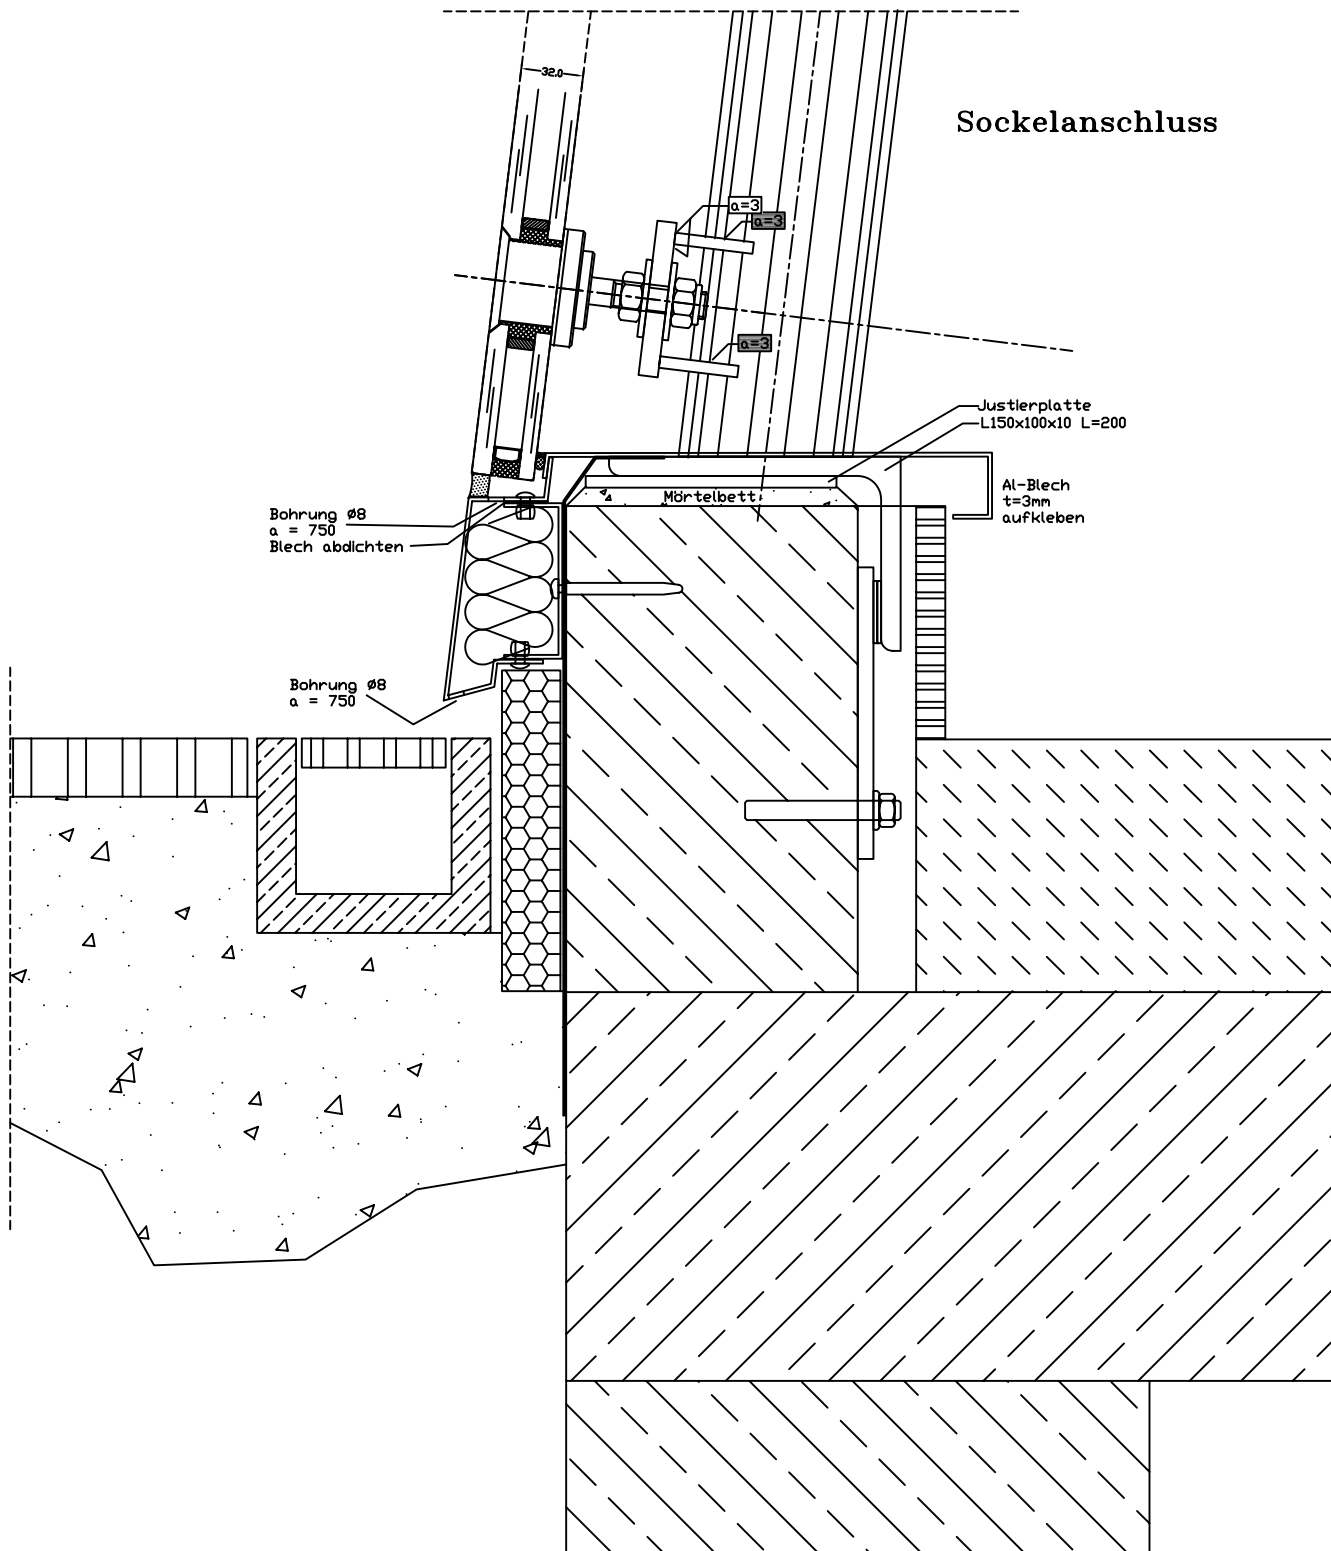 32.0
Sockelanschluss
a=3
a=3
a=3
Justierplatte
L150x100x10 L=200
Al-Blech
t=3mm
aufkleben
Mörtelbett
Bohrung Ø8
a = 750
Blech abdichten
Bohrung Ø8
a = 750